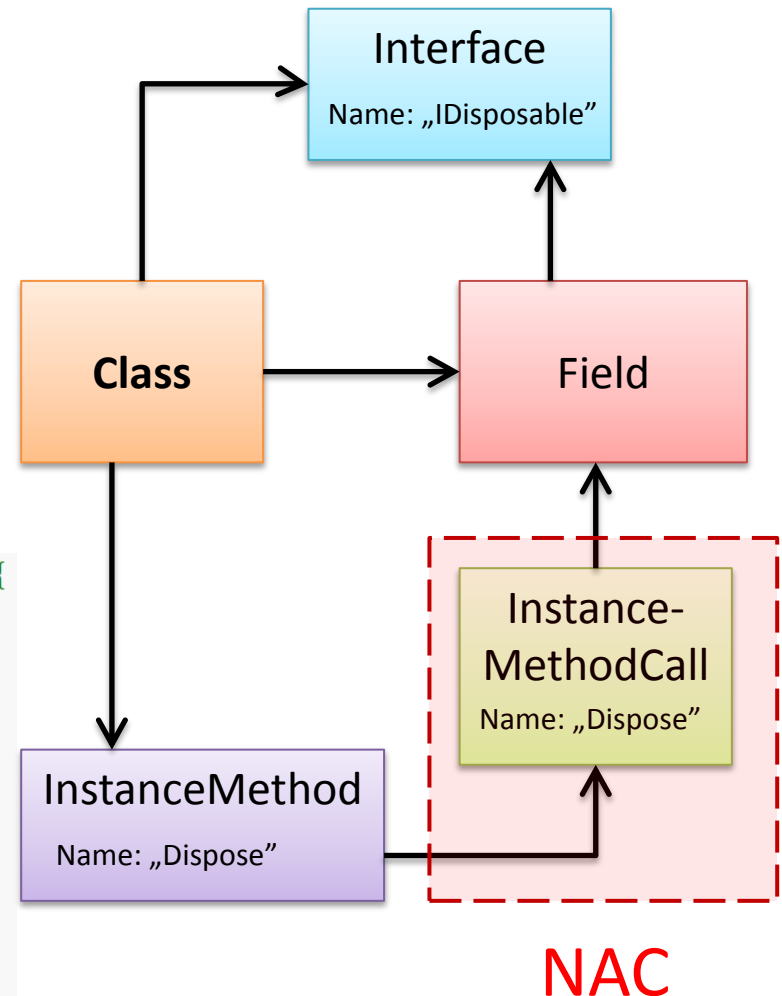 Interface
Name: „IDisposable”
Class
Field
{
Instance-
MethodCall
Name: „Dispose”
InstanceMethod
Name: „Dispose”
NAC